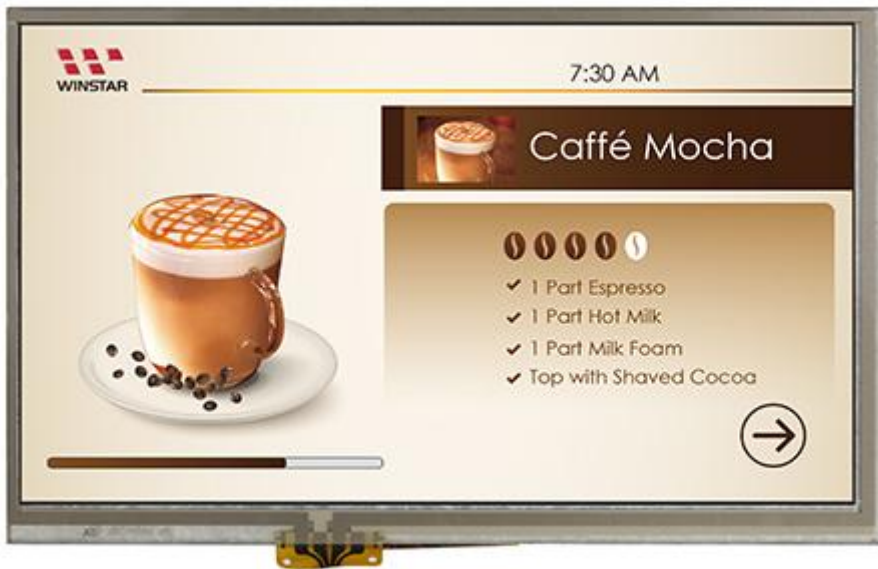 WINSTAR
7:30 AM
Caffé Mocha
1 Part Espresso
1 Part Hot Milk
1 Part Milk Foam
Top with Shaved Cocoa